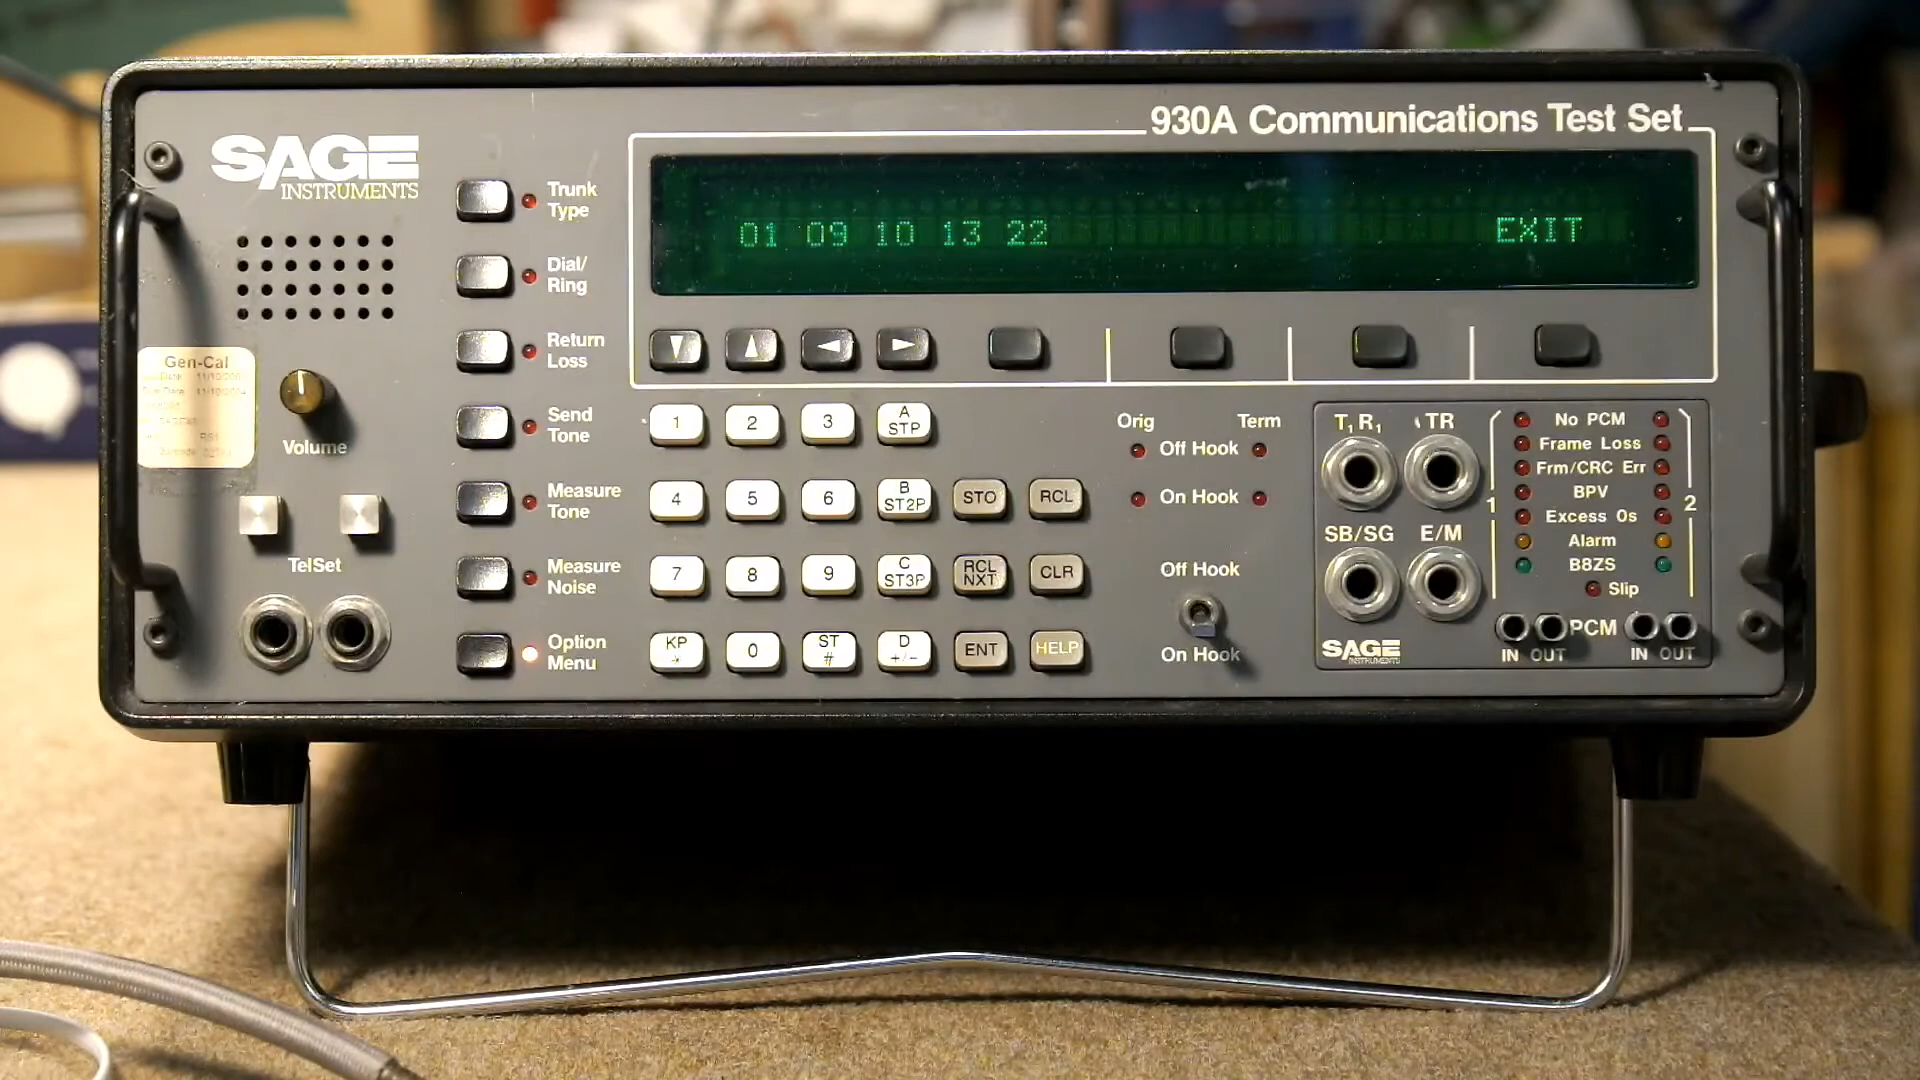 930A Communications Test Set
SAGE
INSTRUMENTS
01 09 10 13 22 EXIT
Trunk
Type
Dial/
Ring
Return
Loss
Send
Tone
Measure
Tone
Measure
Noise
Option
Menu
Gen-Cal
Volume
TelSet
1 2 3 A
STP
4 5 6 B
ST2P
STO RCL
7 8 9 C
ST3P
RCL
NXT
CLR
KP
*
0 ST
#
D
+/-
ENT HELP
Orig Term
Off Hook
On Hook
Off Hook
On Hook
T₁R₁ TR
SB/SG E/M
SAGE
INSTRUMENTS
No PCM
Frame Loss
Frm/CRC Err
BPV
1 2
Excess 0s
Alarm
B8ZS
Slip
PCM
IN OUT IN OUT